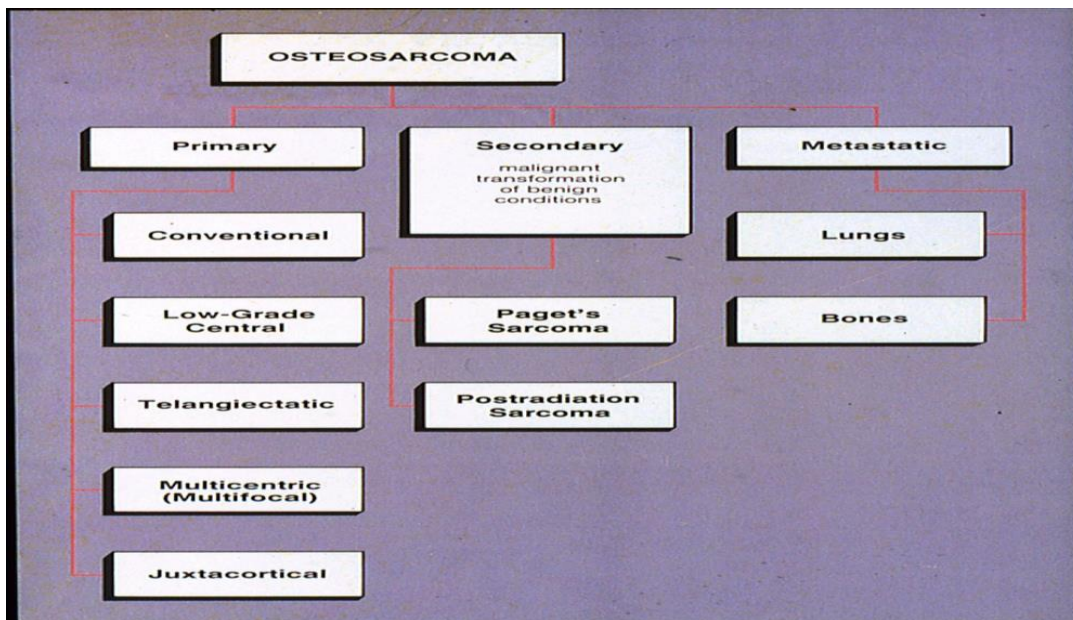 OSTEOSARCOMA
Primary
Secondary
malignant
transformation
of benign
conditions
Metastatic
Conventional
Low-Grade
Central
Telangiectatic
Multicentric
(Multifocal)
Juxtacortical
Paget's
Sarcoma
Postradiation
Sarcoma
Lungs
Bones